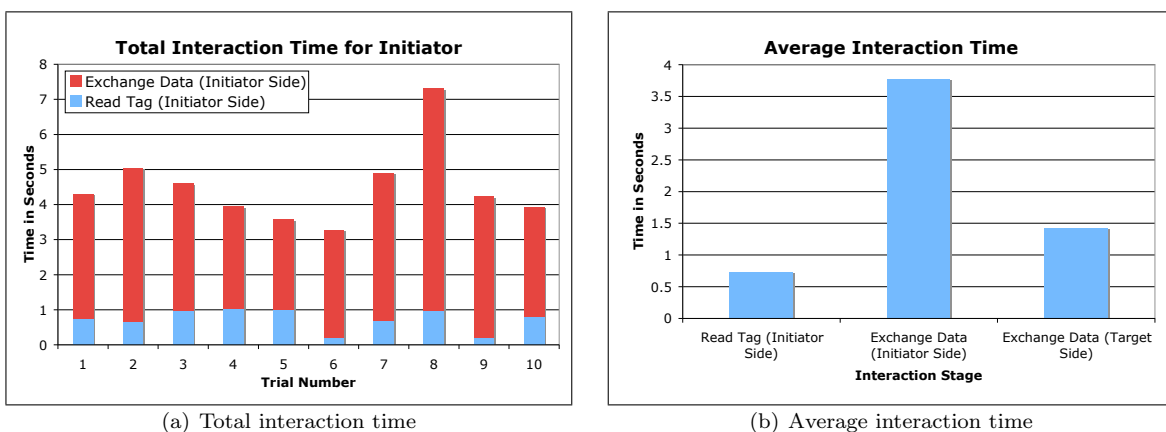 Total Interaction Time for Initiator
8
7
6
5
4
3
2
1
0
Exchange Data (Initiator Side)
Read Tag (Initiator Side)
Time in Seconds
1 2 3 4 5 6 7 8 9 10
Trial Number
(a) Total interaction time
Average Interaction Time
4
3.5
3
2.5
2
1.5
1
0.5
0
Time in Seconds
Read Tag (Initiator Side)
Exchange Data (Initiator Side)
Exchange Data (Target Side)
Interaction Stage
(b) Average interaction time